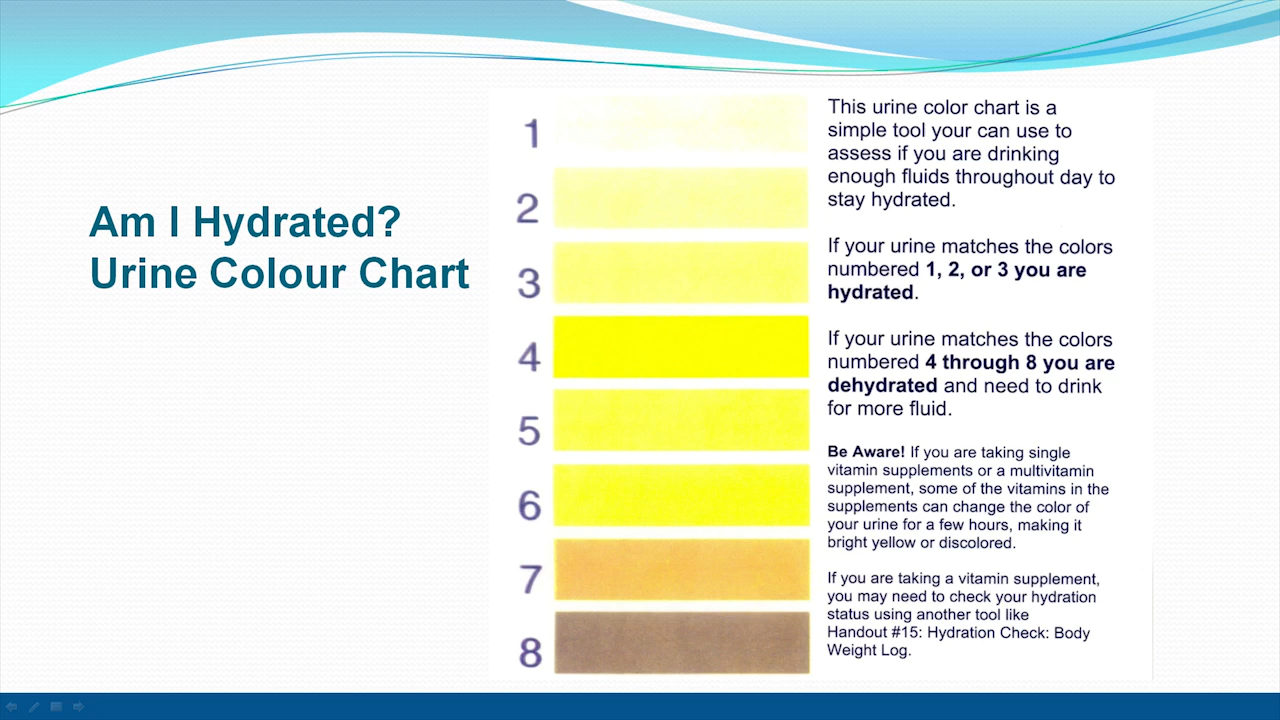 Am I Hydrated?
Urine Colour Chart
1
2
3
4
5
6
7
8
This urine color chart is a
simple tool your can use to
assess if you are drinking
enough fluids throughout day to
stay hydrated.
If your urine matches the colors
numbered 1, 2, or 3 you are
hydrated.
If your urine matches the colors
numbered 4 through 8 you are
dehydrated and need to drink
for more fluid.
Be Aware! If you are taking single
vitamin supplements or a multivitamin
supplement, some of the vitamins in the
supplements can change the color of
your urine for a few hours, making it
bright yellow or discolored.
If you are taking a vitamin supplement,
you may need to check your hydration
status using another tool like
Handout #15: Hydration Check: Body
Weight Log.